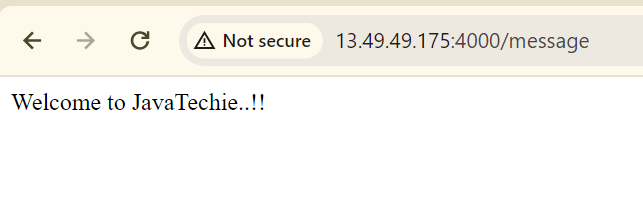 Not secure 13.49.49.175:4000/message
Welcome to JavaTechie..!!